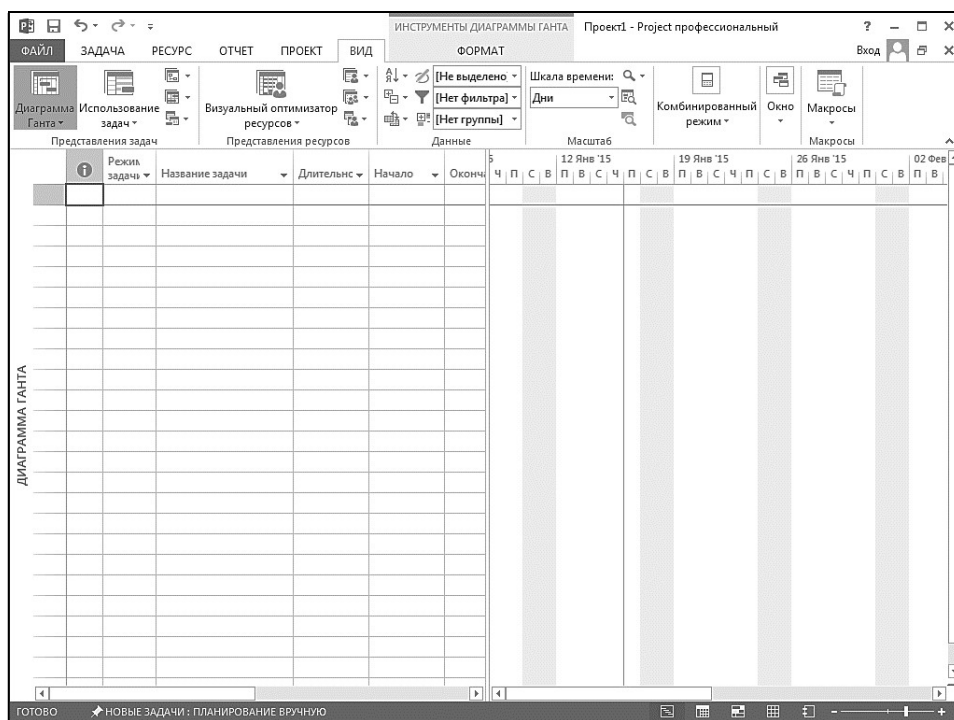 ИНСТРУМЕНТЫ ДИАГРАММЫ ГАНТА Проект1 - Project профессиональный ?
ФАЙЛ ЗАДАЧА РЕСУРС ОТЧЕТ ПРОЕКТ ВИД ФОРМАТ Вход
Диаграмма Ганта
Использование задач
Представления задач
Визуальный оптимизатор ресурсов
Представления ресурсов
[Не выделено]
[Нет фильтра]
[Нет группы]
Данные
Шкала времени:
Дни
Масштаб
Комбинированный режим
Окно
Макросы
Макросы
Режим задачи
Название задачи
Длительнс
Начало
Оконч
5 12 Янв '15 19 Янв '15 26 Янв '15 02 Фев
Ч П С В П В С Ч П С В П В С Ч П С В П В С Ч П С В П В
ДИАГРАММА ГАНТА
ГОТОВО НОВЫЕ ЗАДАЧИ : ПЛАНИРОВАНИЕ ВРУЧНУЮ